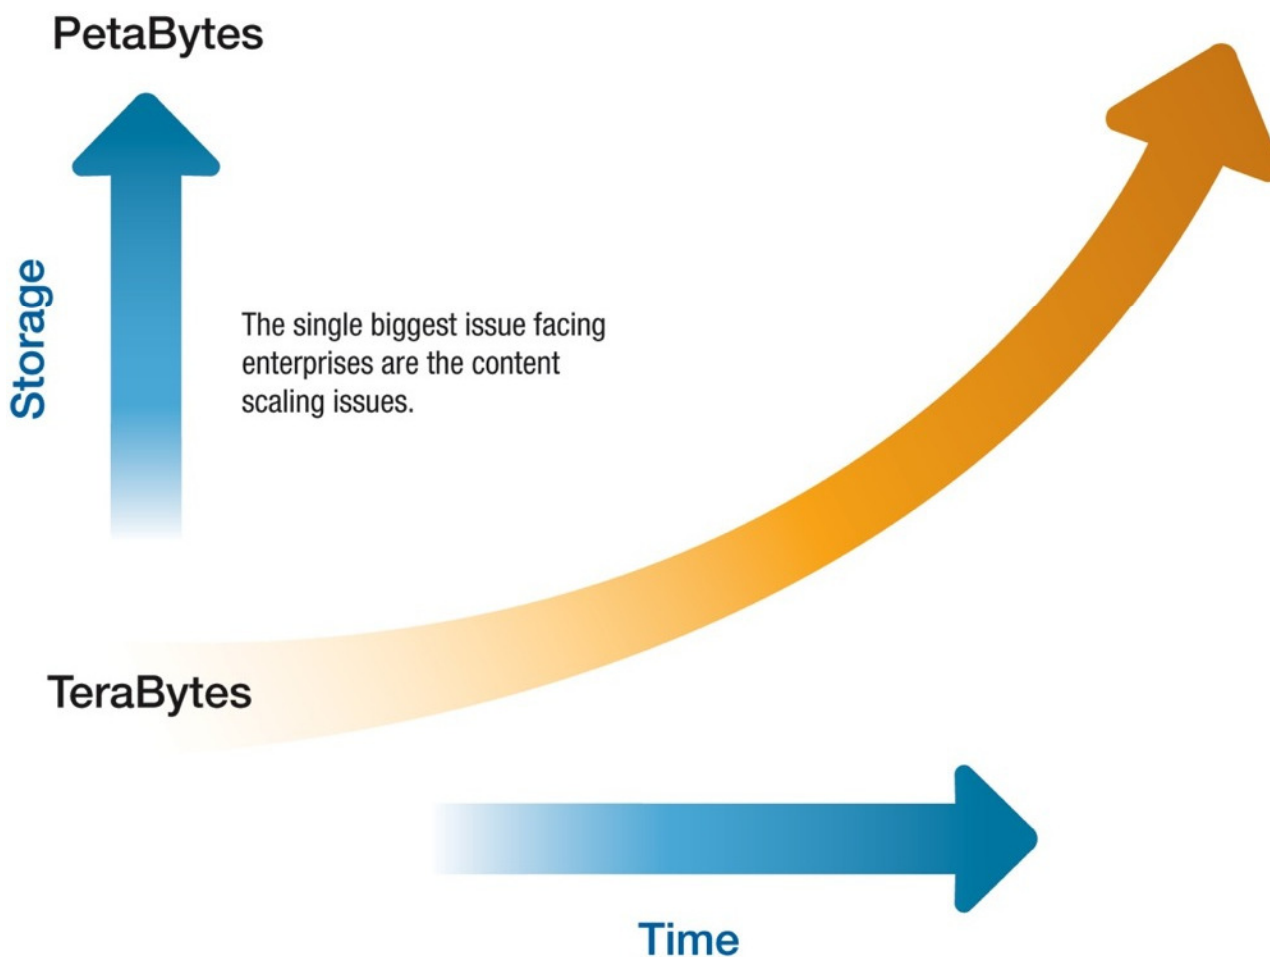 PetaBytes
Storage
The single biggest issue facing
enterprises are the content
scaling issues.
TeraBytes
Time